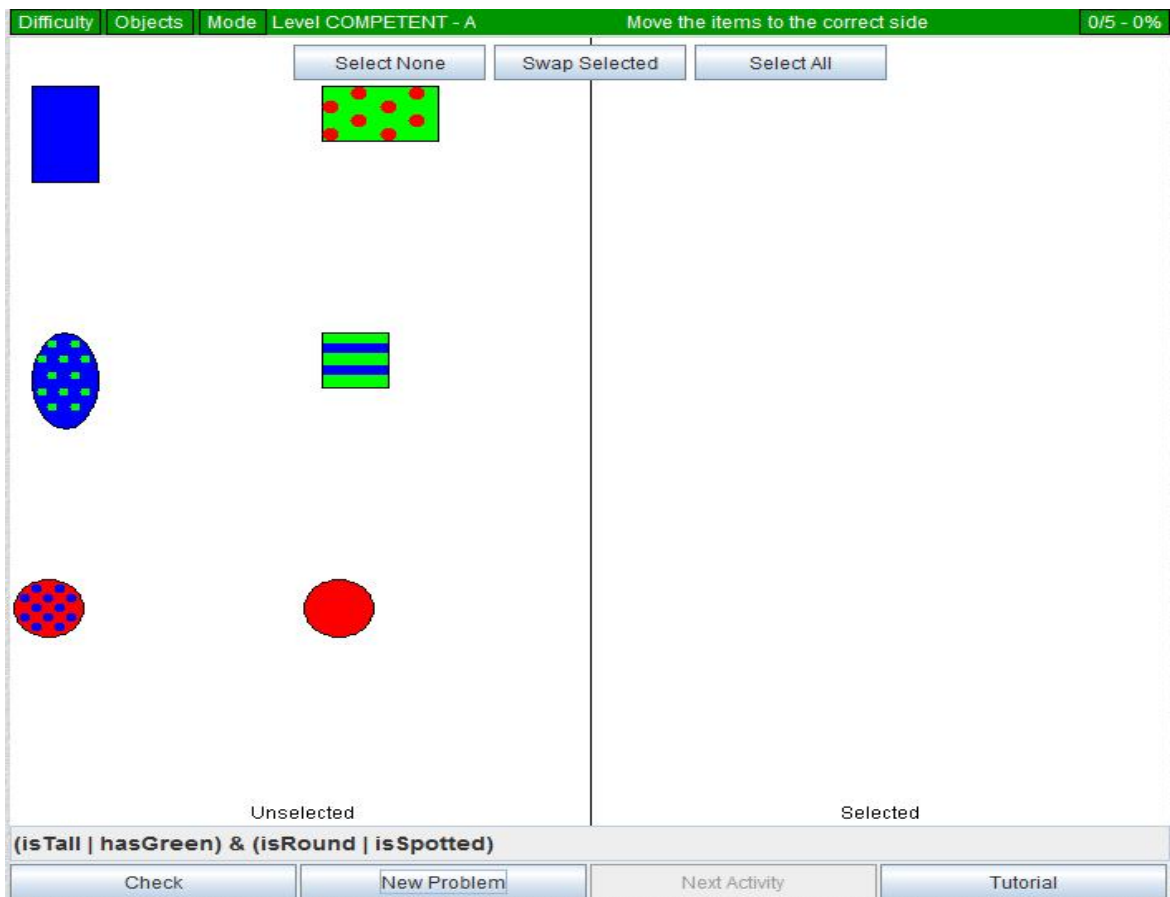 Difficulty Objects Mode Level COMPETENT - A Move the items to the correct side 0/5 - 0%
Select None Swap Selected Select All
Unselected Selected
(isTall | hasGreen) & (isRound | isSpotted)
Check New Problem Next Activity Tutorial